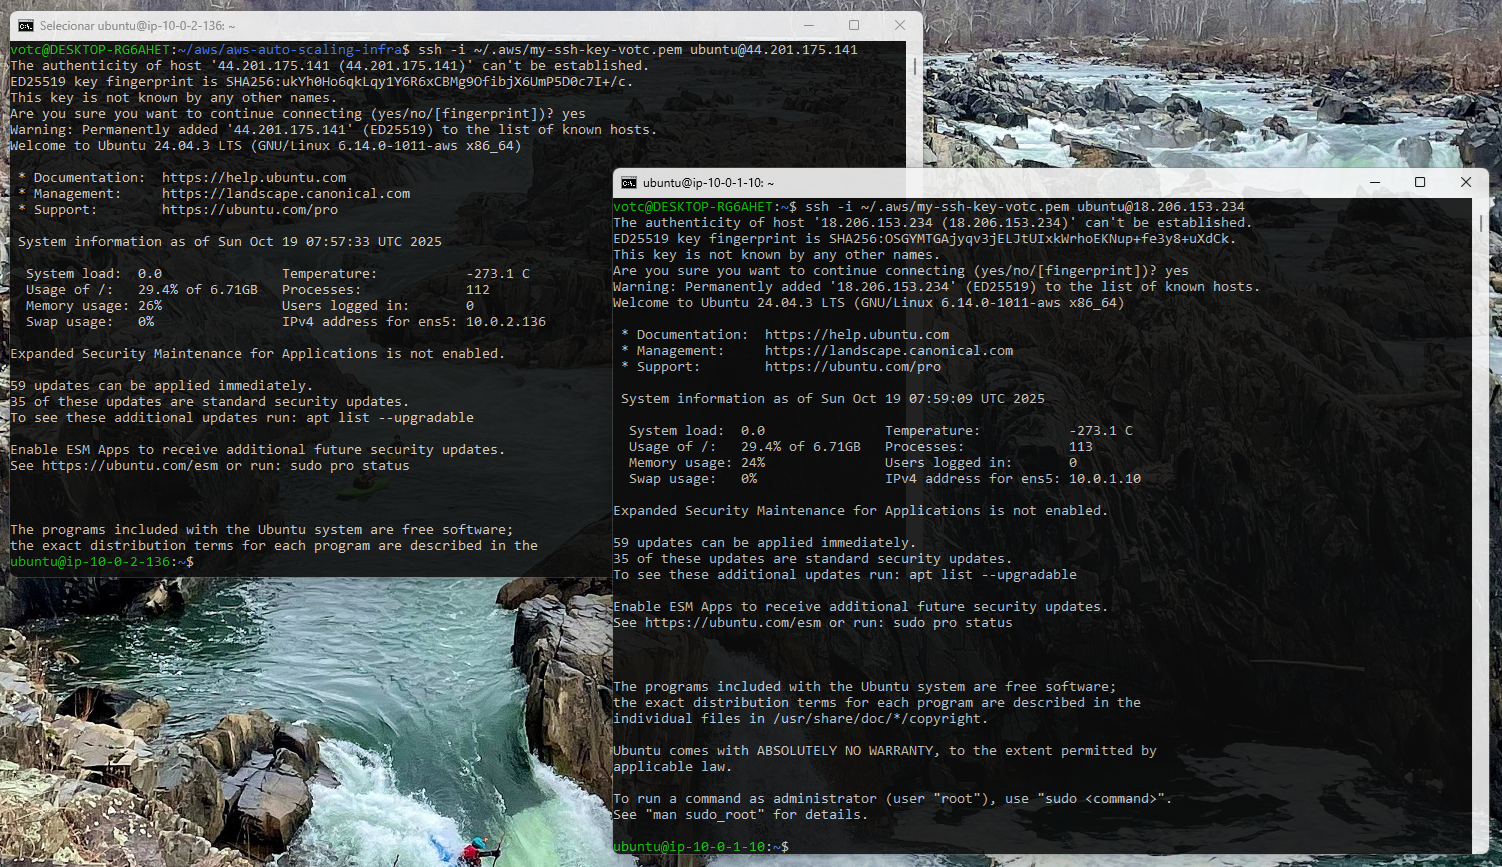 Selecionar ubuntu@ip-10-0-2-136: ~
votc@DESKTOP-RG6AHET:~/aws/aws-auto-scaling-infra$ ssh -i ~/.aws/my-ssh-key-votc.pem ubuntu@44.201.175.141
The authenticity of host '44.201.175.141 (44.201.175.141)' can't be established.
ED25519 key fingerprint is SHA256:ukYh0Ho6qkLqy1Y6R6xCBMg9OfibjX6UmP5D0c7I+/c.
This key is not known by any other names.
Are you sure you want to continue connecting (yes/no/[fingerprint])? yes
Warning: Permanently added '44.201.175.141' (ED25519) to the list of known hosts.
Welcome to Ubuntu 24.04.3 LTS (GNU/Linux 6.14.0-1011-aws x86_64)
* Documentation:  https://help.ubuntu.com
* Management:     https://landscape.canonical.com
* Support:        https://ubuntu.com/pro
System information as of Sun Oct 19 07:57:33 UTC 2025
System load:  0.0               Temperature:           -273.1 C
Usage of /:   29.4% of 6.71GB   Processes:             112
Memory usage: 26%               Users logged in:       0
Swap usage:   0%                IPv4 address for ens5: 10.0.2.136
Expanded Security Maintenance for Applications is not enabled.
59 updates can be applied immediately.
35 of these updates are standard security updates.
To see these additional updates run: apt list --upgradable
Enable ESM Apps to receive additional future security updates.
See https://ubuntu.com/esm or run: sudo pro status
The programs included with the Ubuntu system are free software;
the exact distribution terms for each program are described in the
ubuntu@ip-10-0-2-136:~$
ubuntu@ip-10-0-1-10: ~
votc@DESKTOP-RG6AHET:~$ ssh -i ~/.aws/my-ssh-key-votc.pem ubuntu@18.206.153.234
The authenticity of host '18.206.153.234 (18.206.153.234)' can't be established.
ED25519 key fingerprint is SHA256:OSGYMTGAjyqv3jELJtUIxkWrhoEKNup+fe3y8+uXdCk.
This key is not known by any other names.
Are you sure you want to continue connecting (yes/no/[fingerprint])? yes
Warning: Permanently added '18.206.153.234' (ED25519) to the list of known hosts.
Welcome to Ubuntu 24.04.3 LTS (GNU/Linux 6.14.0-1011-aws x86_64)
* Documentation:  https://help.ubuntu.com
* Management:     https://landscape.canonical.com
* Support:        https://ubuntu.com/pro
System information as of Sun Oct 19 07:59:09 UTC 2025
System load:  0.0               Temperature:           -273.1 C
Usage of /:   29.4% of 6.71GB   Processes:             113
Memory usage: 24%               Users logged in:       0
Swap usage:   0%                IPv4 address for ens5: 10.0.1.10
Expanded Security Maintenance for Applications is not enabled.
59 updates can be applied immediately.
35 of these updates are standard security updates.
To see these additional updates run: apt list --upgradable
Enable ESM Apps to receive additional future security updates.
See https://ubuntu.com/esm or run: sudo pro status
The programs included with the Ubuntu system are free software;
the exact distribution terms for each program are described in the
individual files in /usr/share/doc/*/copyright.
Ubuntu comes with ABSOLUTELY NO WARRANTY, to the extent permitted by
applicable law.
To run a command as administrator (user "root"), use "sudo <command>".
See "man sudo_root" for details.
ubuntu@ip-10-0-1-10:~$